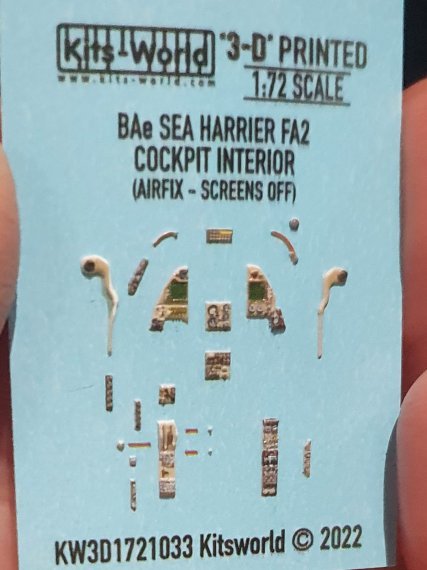 Kits-World "3-D" PRINTED
www.kits-world.com 1:72 SCALE
BAe SEA HARRIER FA2
COCKPIT INTERIOR
(AIRFIX - SCREENS OFF)
KW3D1721033 Kitsworld © 2022